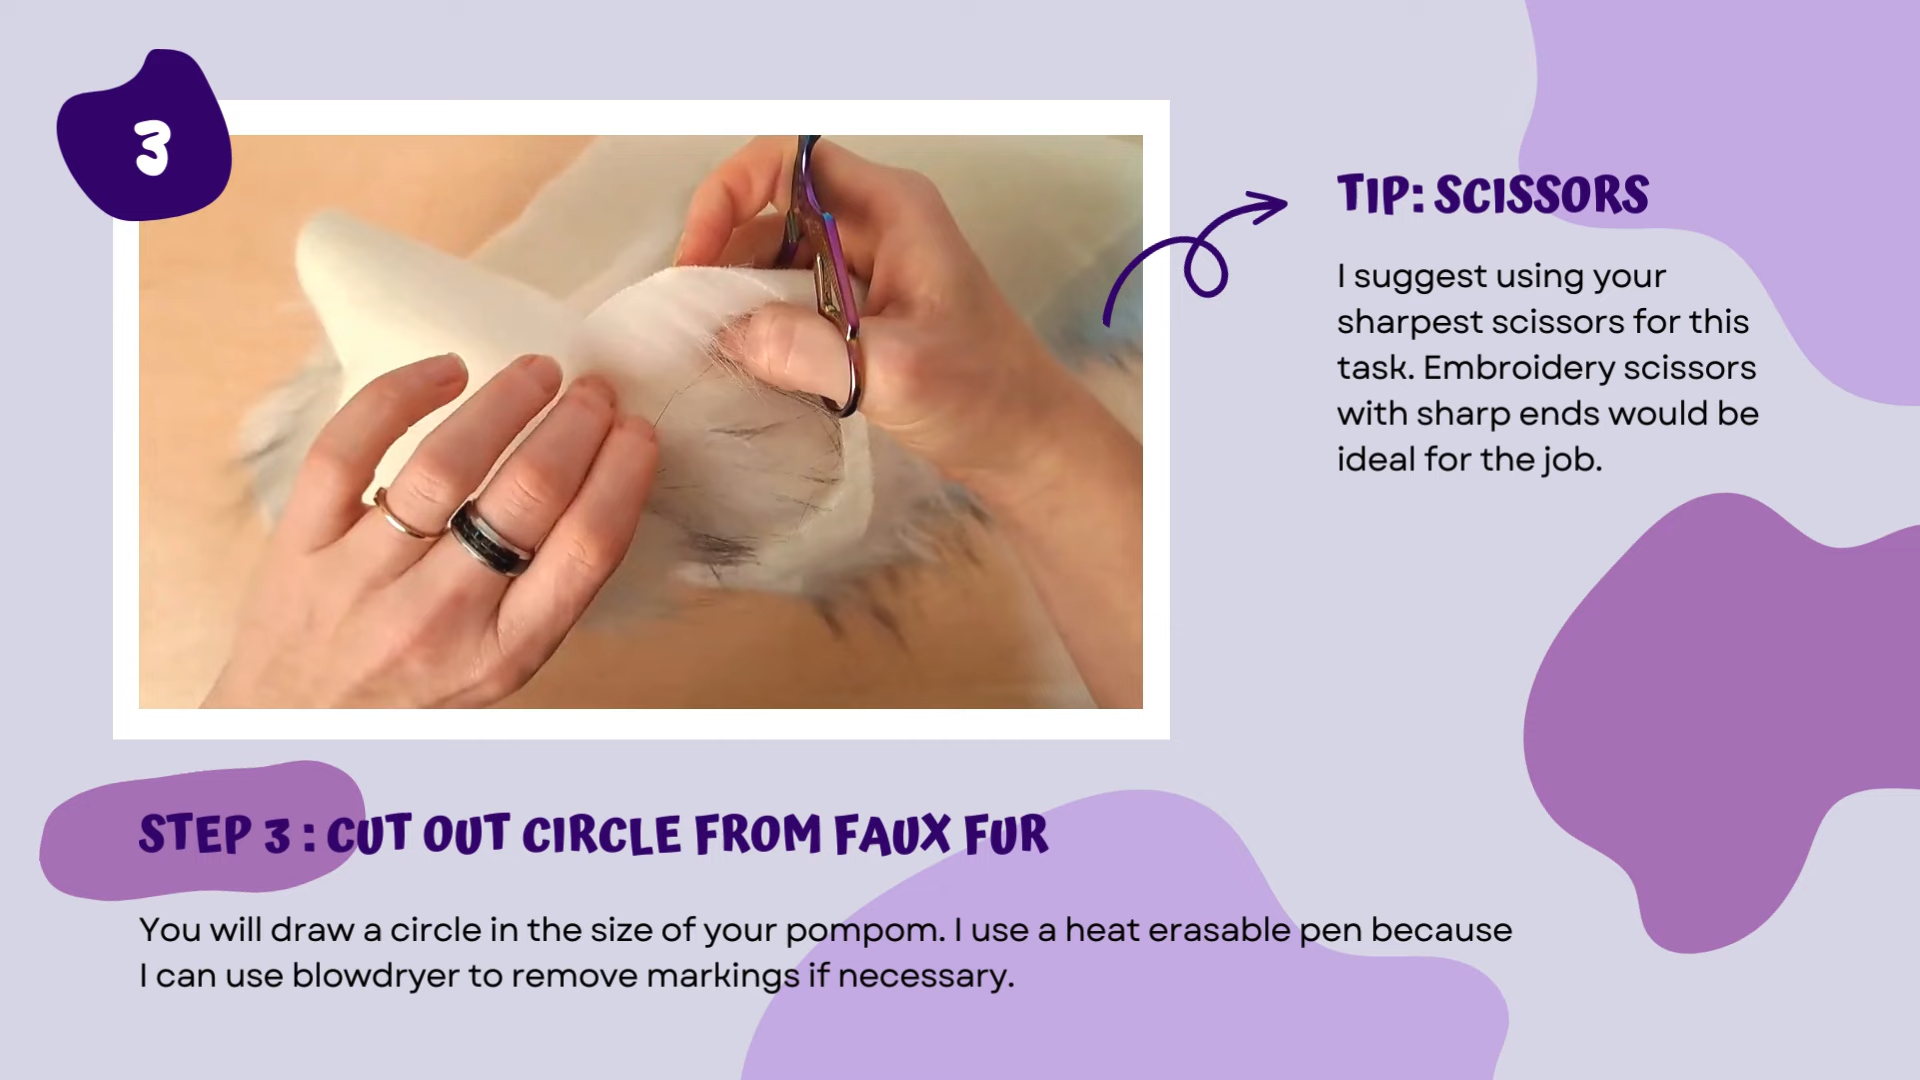 3
TIP: SCISSORS
I suggest using your
sharpest scissors for this
task. Embroidery scissors
with sharp ends would be
ideal for the job.
STEP 3 : CUT OUT CIRCLE FROM FAUX FUR
You will draw a circle in the size of your pompom. I use a heat erasable pen because
I can use blowdryer to remove markings if necessary.